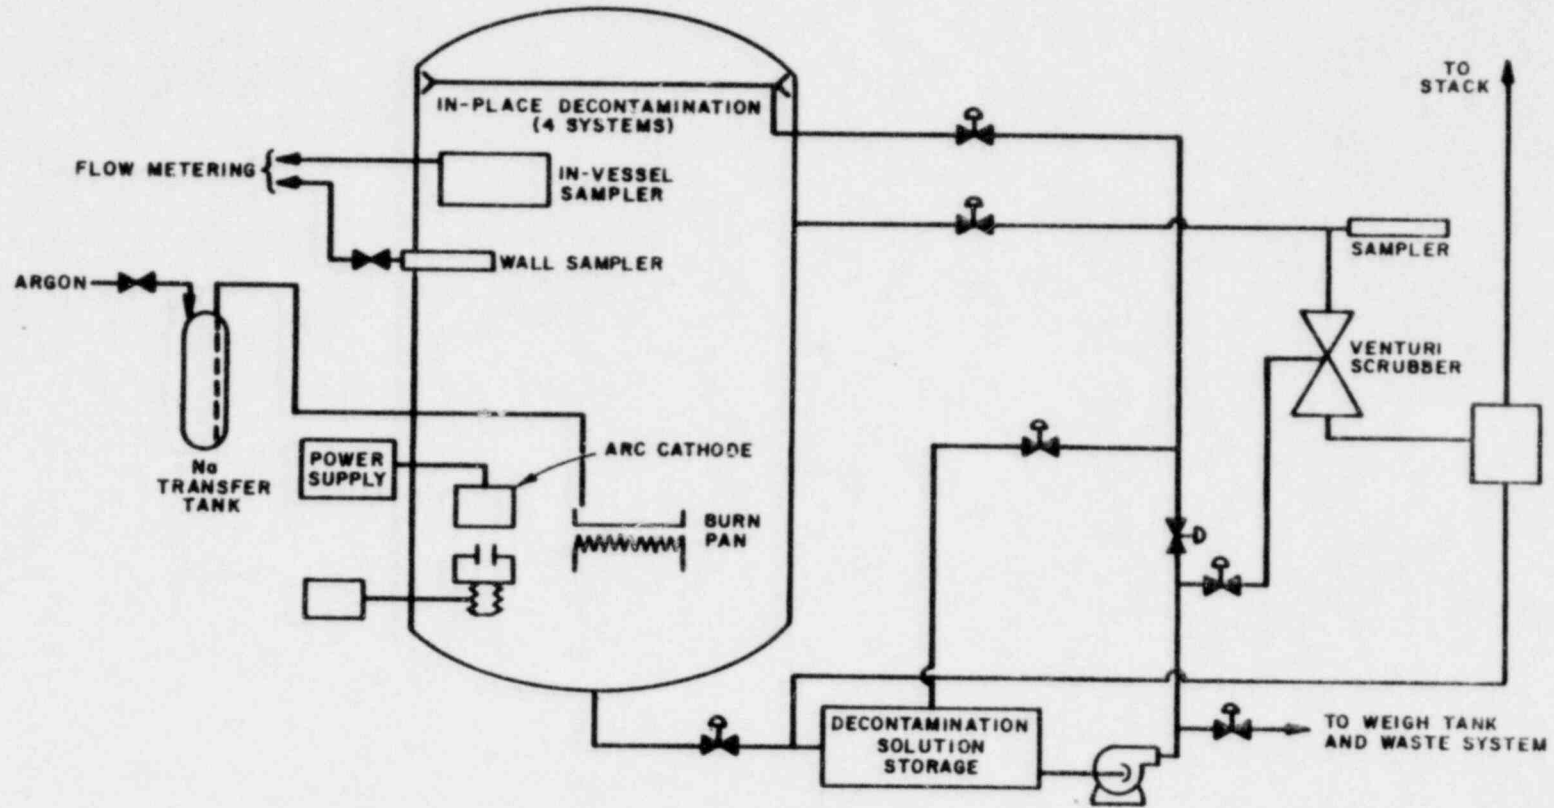 TO
STACK
IN-PLACE DECONTAMINATION
(4 SYSTEMS)
FLOW METERING
IN-VESSEL
SAMPLER
SAMPLER
WALL SAMPLER
ARGON
VENTURI
SCRUBBER
ARC CATHODE
POWER
SUPPLY
Na
TRANSFER
TANK
BURN
PAN
DECONTAMINATION
SOLUTION
STORAGE
TO WEIGH TANK
AND WASTE SYSTEM